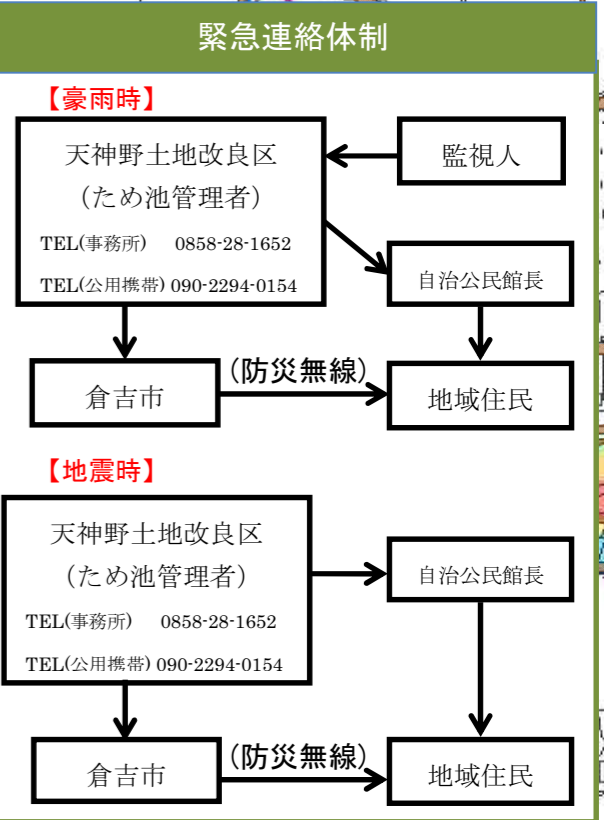 緊急連絡体制
【豪雨時】
天神野土地改良区
（ため池管理者）
TEL(事務所) 0858-28-1652
TEL(公用携帯) 090-2294-0154
監視人
自治公民館長
倉吉市
（防災無線）
地域住民
【地震時】
天神野土地改良区
（ため池管理者）
TEL(事務所) 0858-28-1652
TEL(公用携帯) 090-2294-0154
自治公民館長
倉吉市
（防災無線）
地域住民